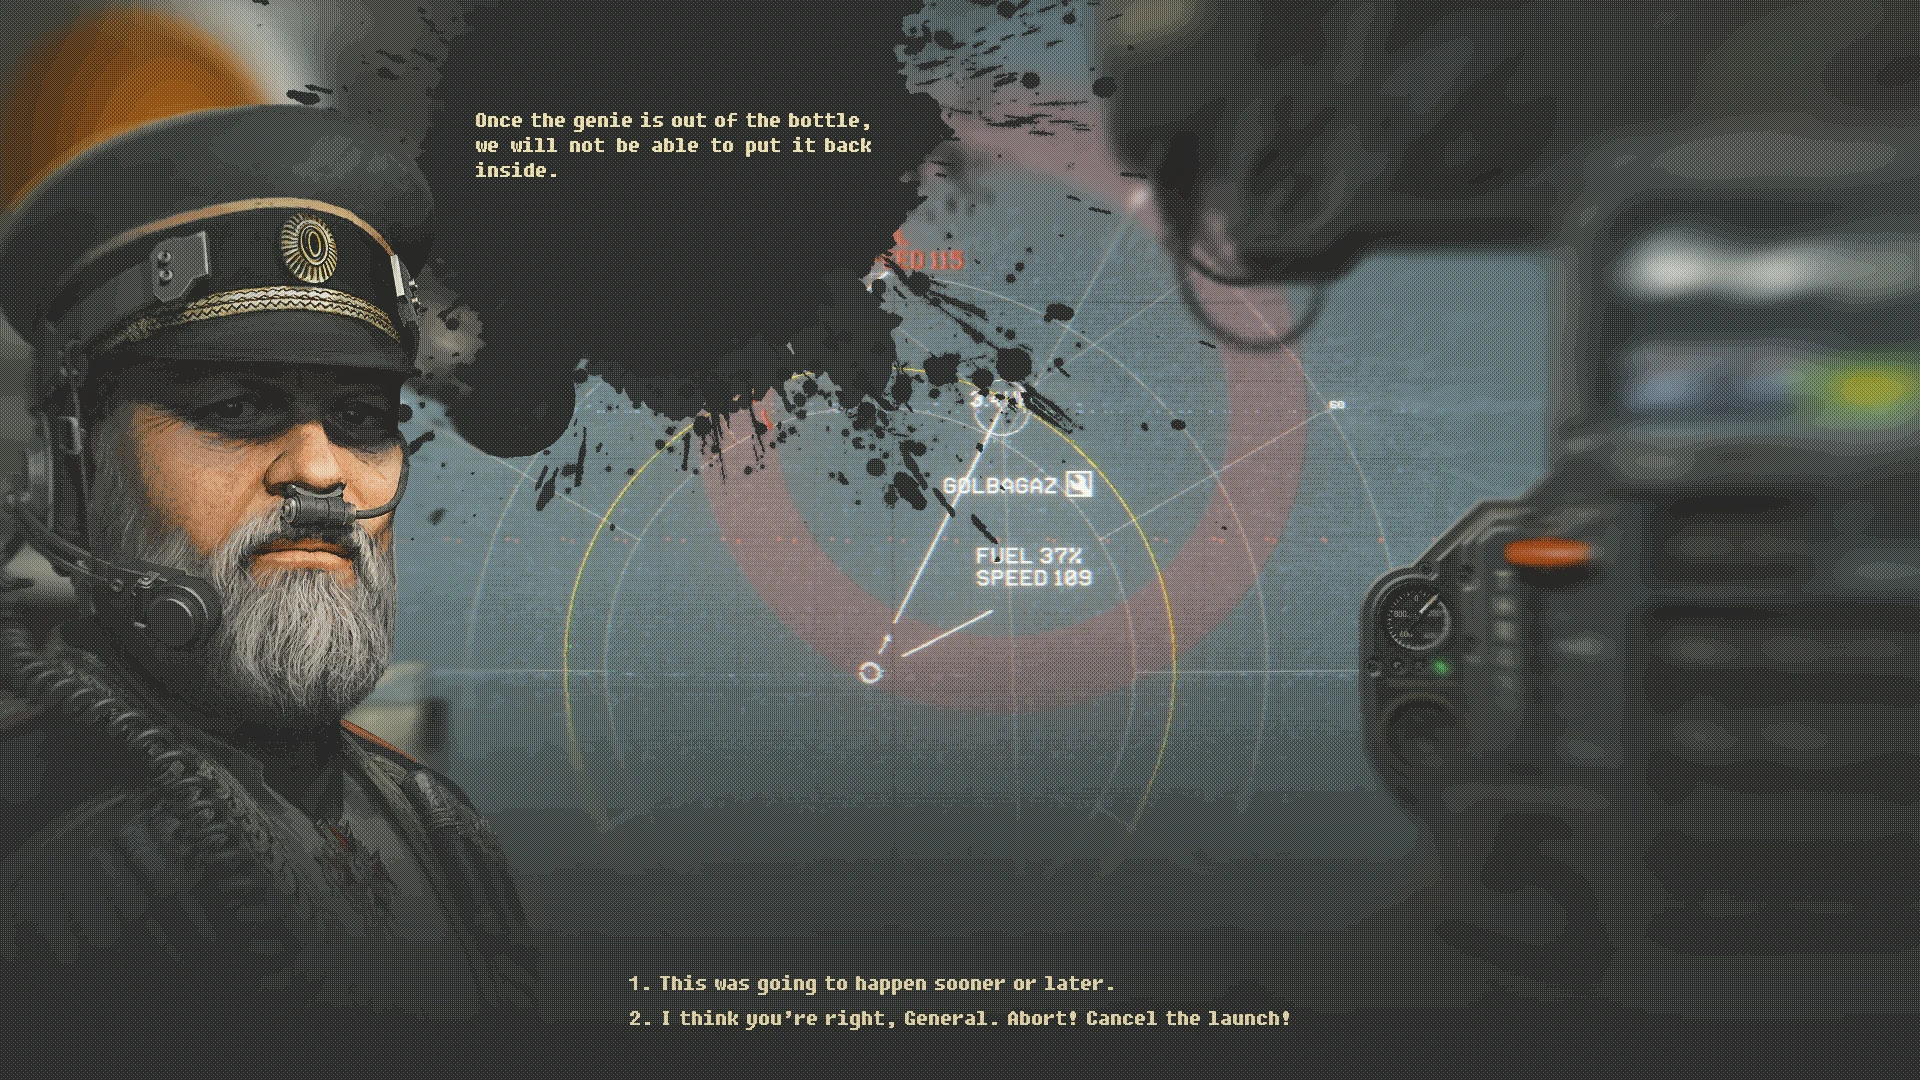 Once the genie is out of the bottle,
we will not be able to put it back
inside.
115
60
GOLBAGAZ
FUEL 37%
SPEED 109
1. This was going to happen sooner or later.
2. I think you're right, General. Abort! Cancel the launch!